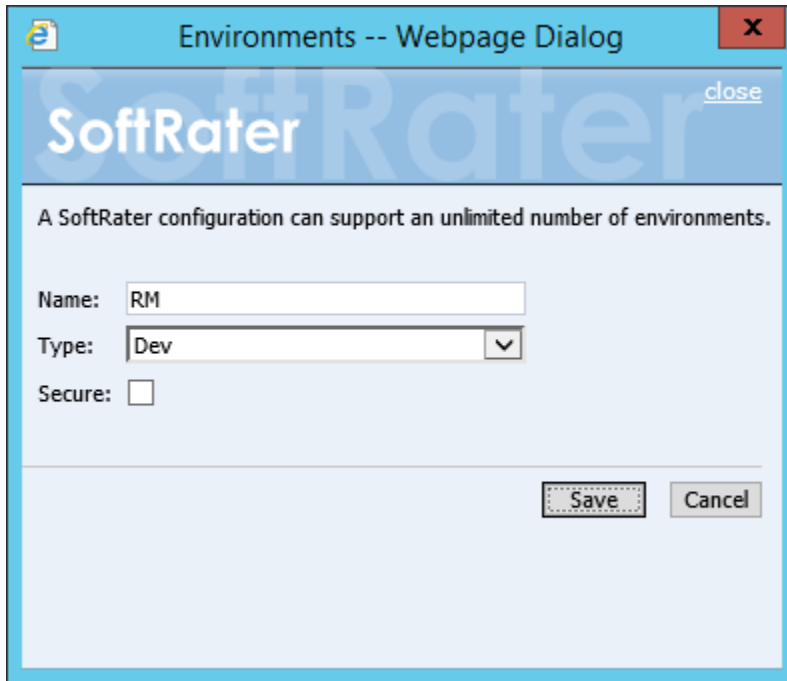 Environments -- Webpage Dialog
x
close
SoftRater
SoftRater
A SoftRater configuration can support an unlimited number of environments.
Name: RM
Type: Dev
Secure:
Save Cancel